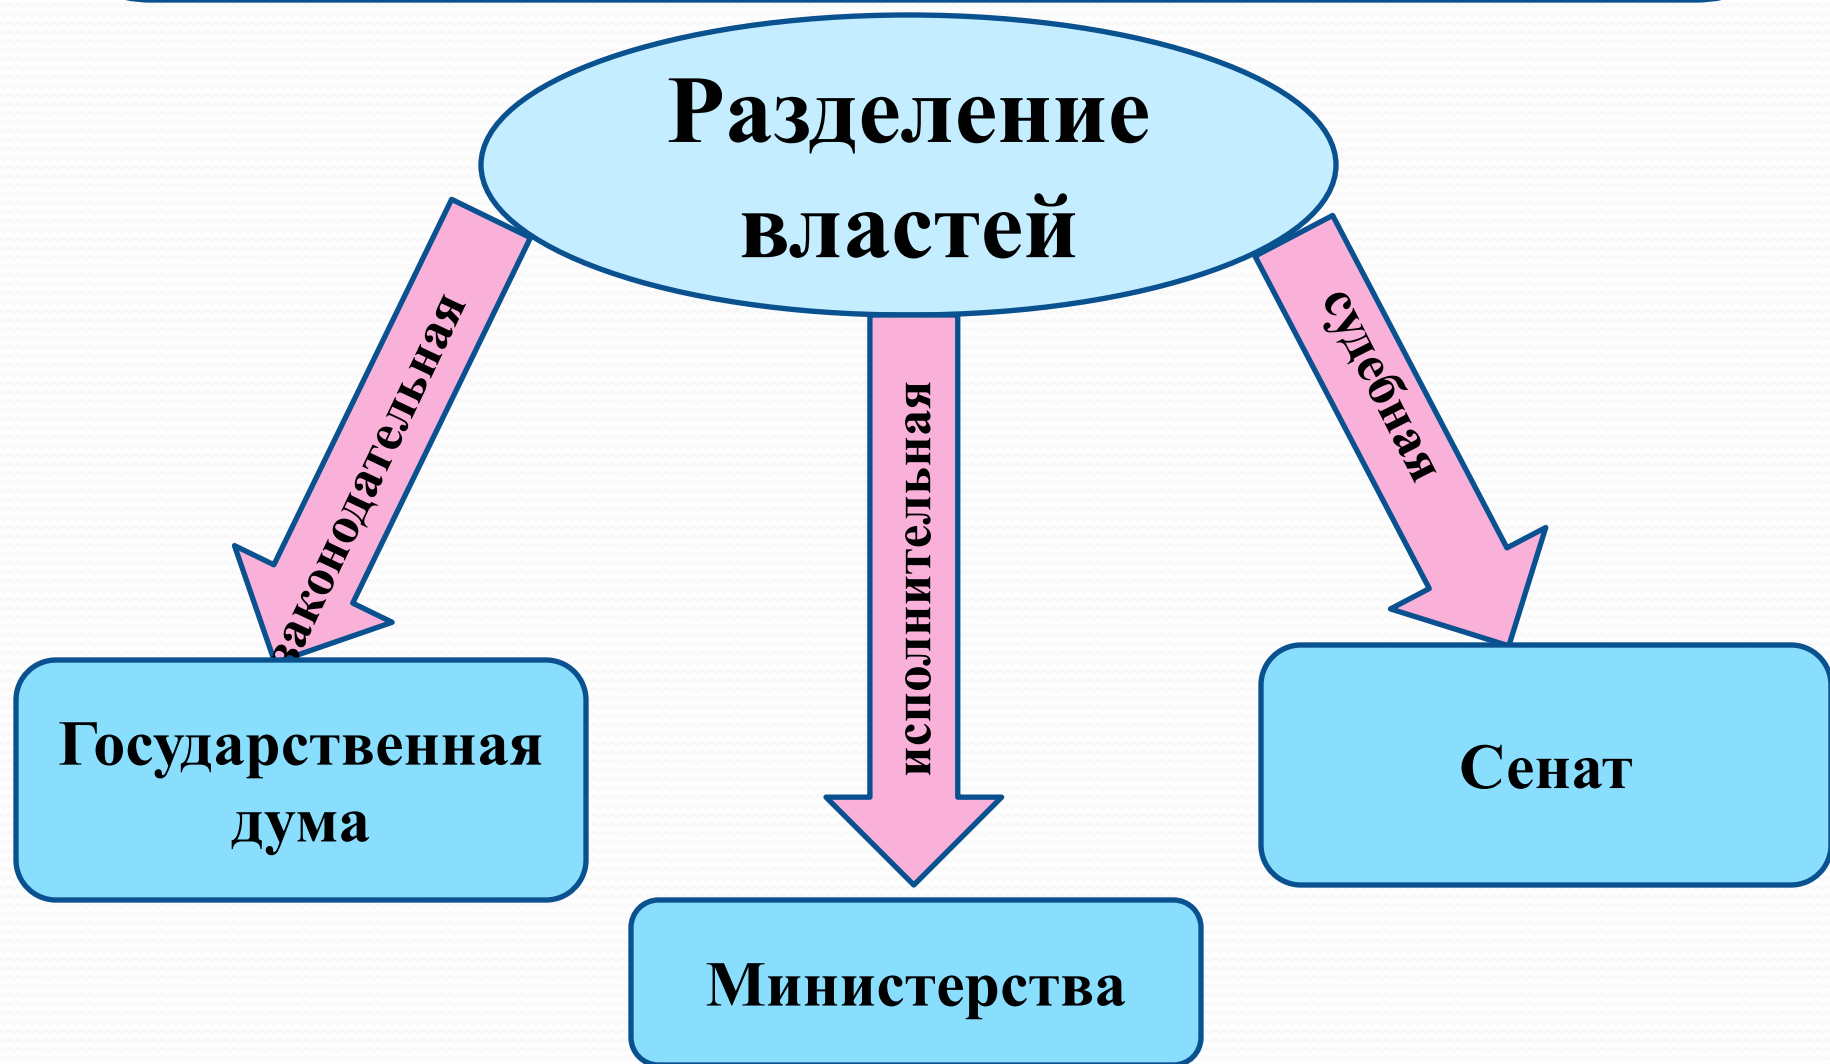 Разделение
властей
законодательная
исполнительная
судебная
Государственная
дума
Сенат
Министерства